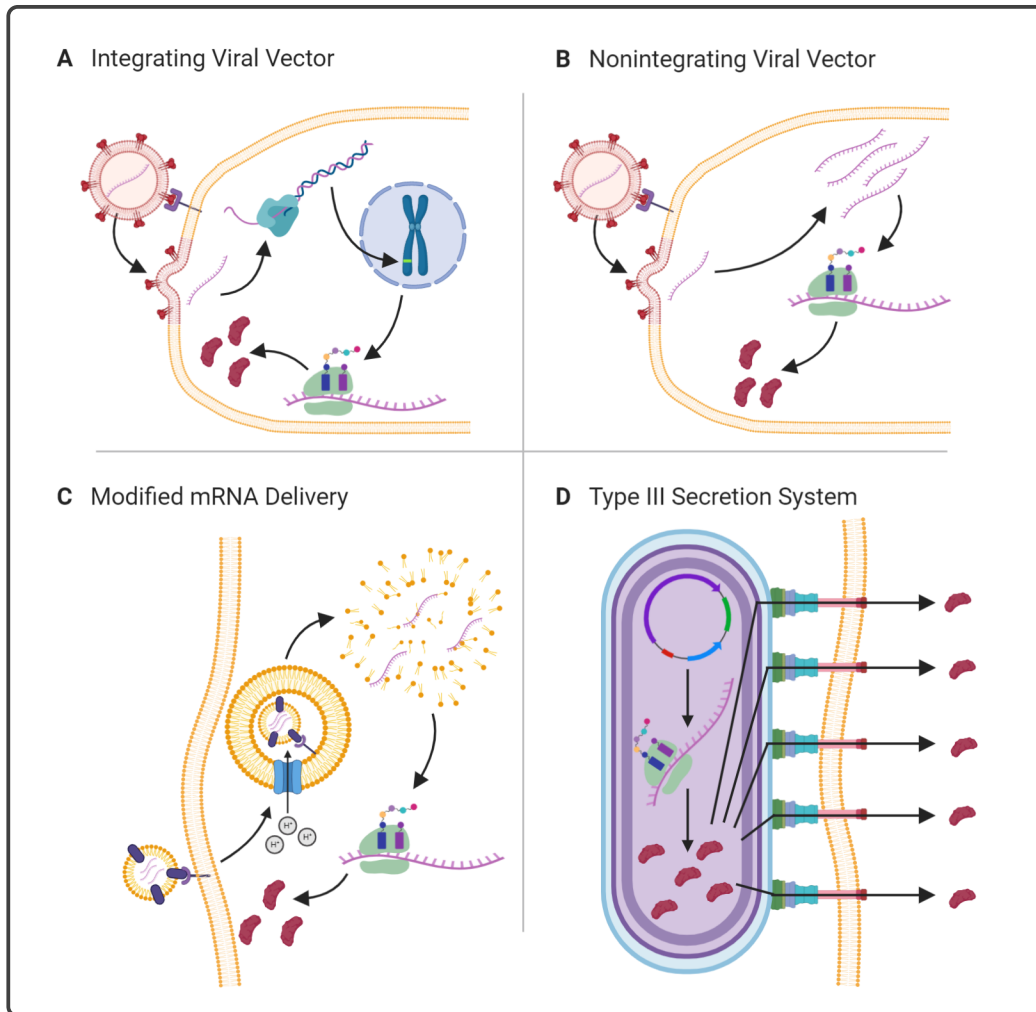 A Integrating Viral Vector
B Nonintegrating Viral Vector
C Modified mRNA Delivery
D Type III Secretion System
H⁺
H⁺
H⁺